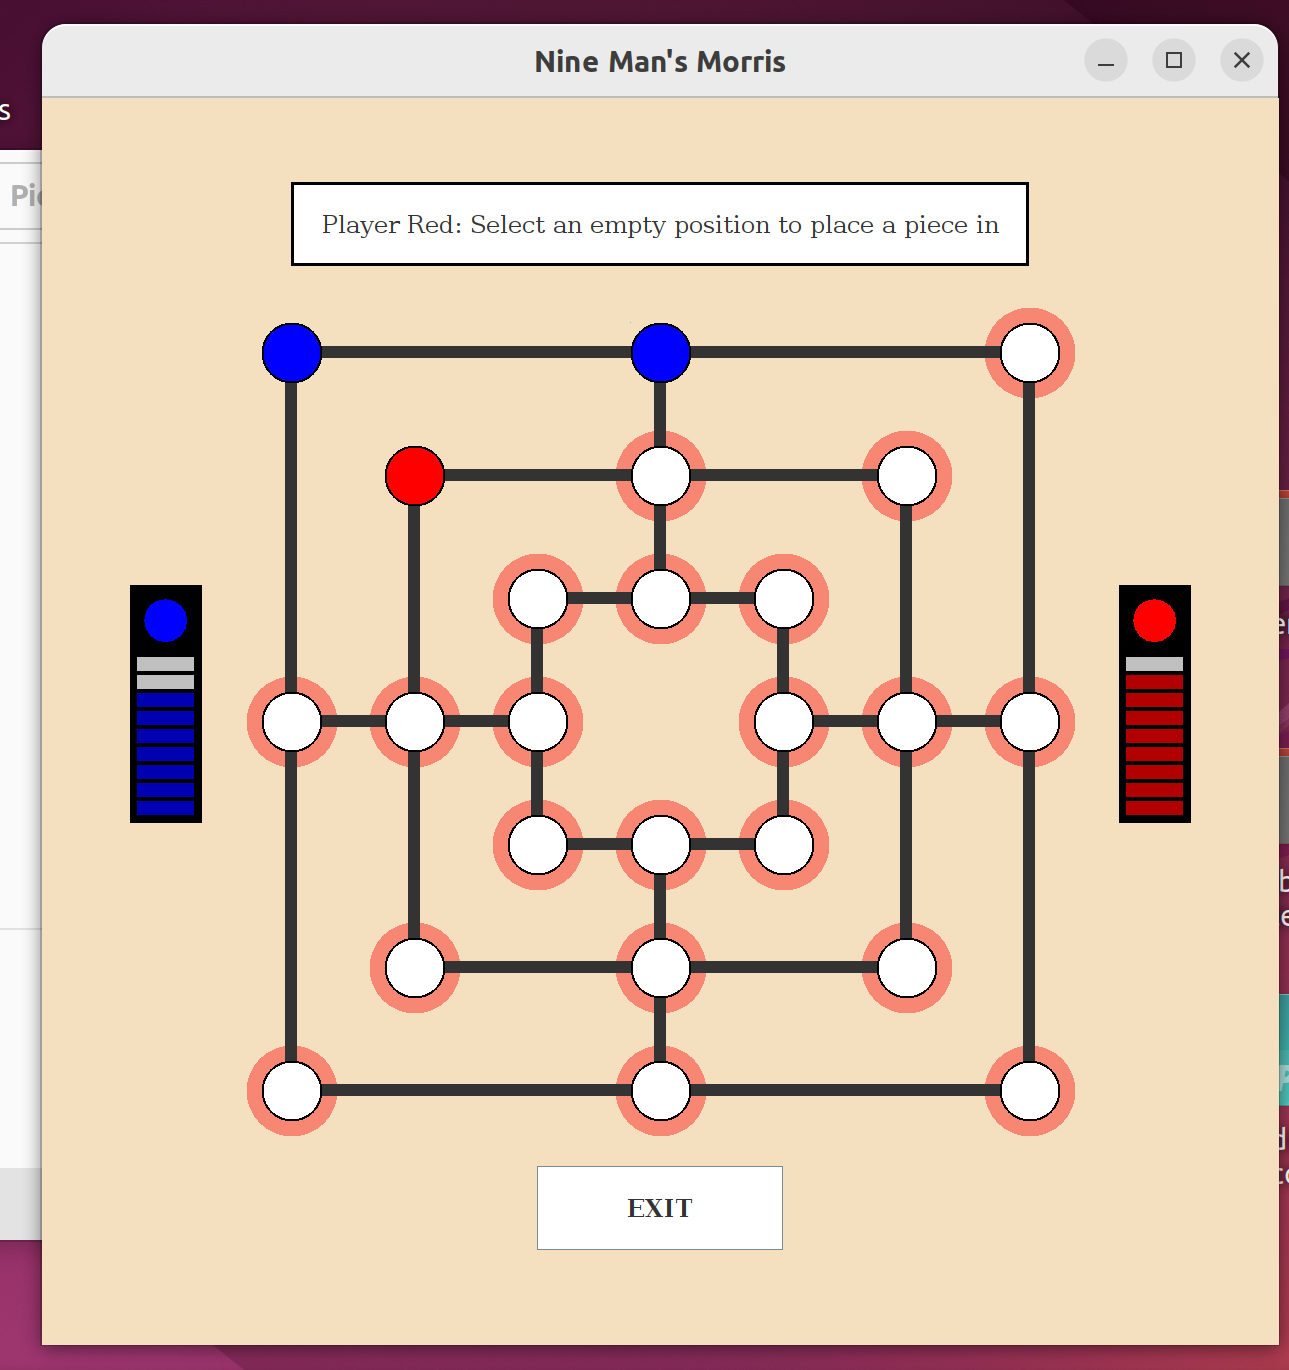 Nine Man's Morris
s
Player Red: Select an empty position to place a piece in
EXIT